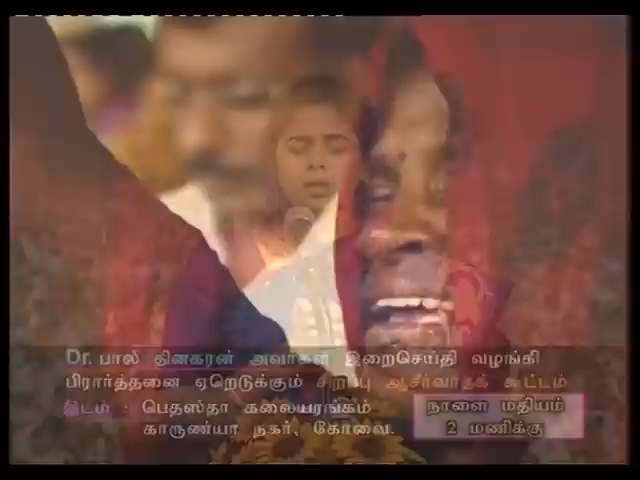 Dr. பால் தினகரன் அவர்கள் இறைசெய்தி வழங்கி
பிரார்த்தனை ஏறெடுக்கும் சிறப்பு ஆசீர்வாதக் கூட்டம்
இடம் : பெதஸ்தா கலையரங்கம்
காருண்யா நகர், கோவை.
நாளை மதியம்
2 மணிக்கு